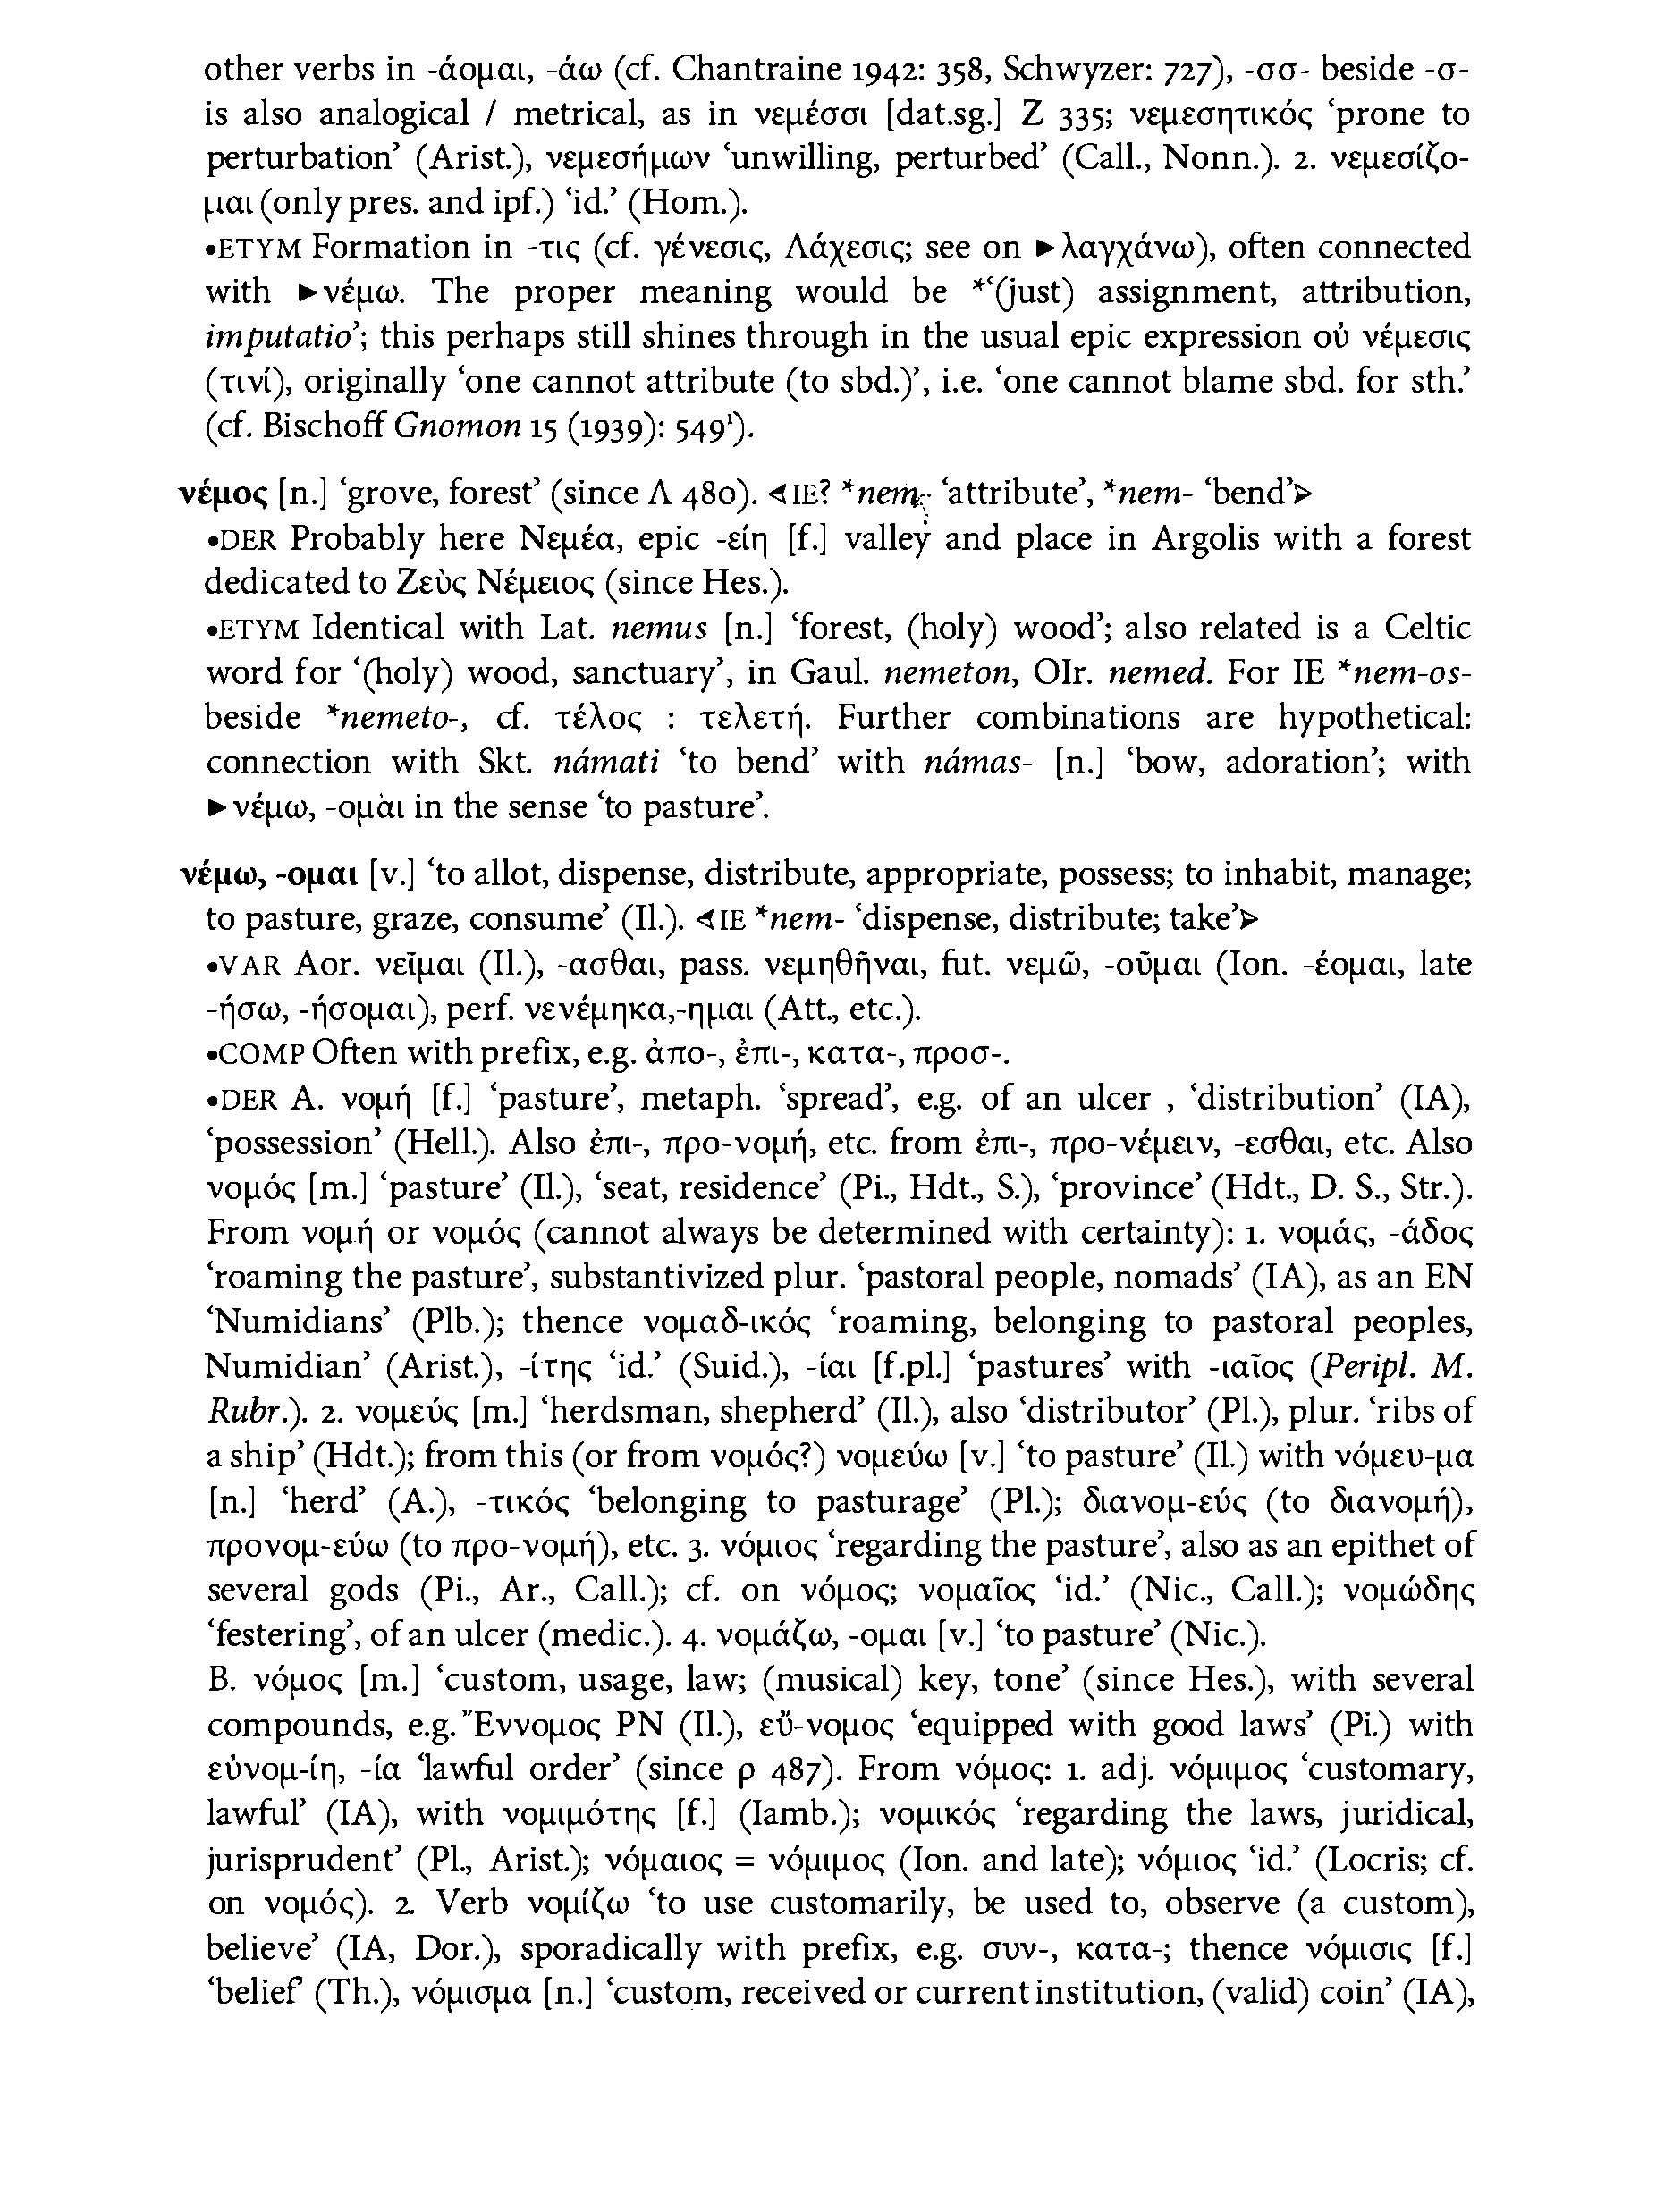 other verbs in -άομαι, -άω (cf. Chantraine 1942: 358, Schwyzer: 727), -σσ- beside -σ-
is also analogical / metrical, as in νεμέσσι [dat.sg.] Ζ 335; νεμεσητικός ‘prone to
perturbation’ (Arist.), νεμεσήμων ‘unwilling, perturbed’ (Call., Nonn.). 2. νεμεσίζο-
μαι (only pres. and ipf.) ‘id.’ (Hom.).
•ETYM Formation in -τις (cf. γένεσις, Λάχεσις; see on ►λαγχάνω), often connected
with ►νέμω. The proper meaning would be *‘(just) assignment, attribution,
imputatio’; this perhaps still shines through in the usual epic expression οὐ νέμεσις
(τινί), originally ‘one cannot attribute (to sbd.)’, i.e. ‘one cannot blame sbd. for sth.’
(cf. Bischoff Gnomon 15 (1939): 549¹).
νέμος [n.] ‘grove, forest’ (since Λ 480). ◁IE? *nem- ‘attribute’, *nem- ‘bend’▷
•DER Probably here Νεμέα, epic -είη [f.] valley and place in Argolis with a forest
dedicated to Ζεὺς Νέμειος (since Hes.).
•ETYM Identical with Lat. nemus [n.] ‘forest, (holy) wood’; also related is a Celtic
word for ‘(holy) wood, sanctuary’, in Gaul. nemeton, OIr. nemed. For IE *nem-os-
beside *nemeto-, cf. τέλος : τελετή. Further combinations are hypothetical:
connection with Skt. námati ‘to bend’ with námas- [n.] ‘bow, adoration’; with
►νέμω, -ομαι in the sense ‘to pasture’.
νέμω, -ομαι [v.] ‘to allot, dispense, distribute, appropriate, possess; to inhabit, manage;
to pasture, graze, consume’ (Il.). ◁IE *nem- ‘dispense, distribute; take’▷
•VAR Aor. νεῖμαι (Il.), -ασθαι, pass. νεμηθῆναι, fut. νεμῶ, -οῦμαι (Ion. -έομαι, late
-ήσω, -ήσομαι), perf. νενέμηκα,-ημαι (Att., etc.).
•COMP Often with prefix, e.g. ἀπο-, ἐπι-, κατα-, προσ-.
•DER A. νομή [f.] ‘pasture’, metaph. ‘spread’, e.g. of an ulcer , ‘distribution’ (IA),
‘possession’ (Hell.). Also ἐπι-, προ-νομή, etc. from ἐπι-, προ-νέμειν, -εσθαι, etc. Also
νομός [m.] ‘pasture’ (Il.), ‘seat, residence’ (Pi., Hdt., S.), ‘province’ (Hdt., D. S., Str.).
From νομή or νομός (cannot always be determined with certainty): 1. νομάς, -άδος
‘roaming the pasture’, substantivized plur. ‘pastoral people, nomads’ (IA), as an EN
‘Numidians’ (Plb.); thence νομαδ-ικός ‘roaming, belonging to pastoral peoples,
Numidian’ (Arist.), -ίτης ‘id.’ (Suid.), -ίαι [f.pl.] ‘pastures’ with -ιαῖος (Peripl. M.
Rubr.). 2. νομεύς [m.] ‘herdsman, shepherd’ (Il.), also ‘distributor’ (Pl.), plur. ‘ribs of
a ship’ (Hdt.); from this (or from νομός?) νομεύω [v.] ‘to pasture’ (Il.) with νόμευ-μα
[n.] ‘herd’ (A.), -τικός ‘belonging to pasturage’ (Pl.); διανομ-εύς (to διανομή),
προνομ-εύω (to προ-νομή), etc. 3. νόμιος ‘regarding the pasture’, also as an epithet of
several gods (Pi., Ar., Call.); cf. on νόμος; νομαῖος ‘id.’ (Nic., Call.); νομώδης
‘festering’, of an ulcer (medic.). 4. νομάζω, -ομαι [v.] ‘to pasture’ (Nic.).
B. νόμος [m.] ‘custom, usage, law; (musical) key, tone’ (since Hes.), with several
compounds, e.g. Ἔννομος PN (Il.), εὔ-νομος ‘equipped with good laws’ (Pi.) with
εὐνομ-ίη, -ία ‘lawful order’ (since ρ 487). From νόμος: 1. adj. νόμιμος ‘customary,
lawful’ (IA), with νομιμότης [f.] (Iamb.); νομικός ‘regarding the laws, juridical,
jurisprudent’ (Pl., Arist.); νόμαιος = νόμιμος (Ion. and late); νόμιος ‘id.’ (Locris; cf.
on νομός). 2. Verb νομίζω ‘to use customarily, be used to, observe (a custom),
believe’ (IA, Dor.), sporadically with prefix, e.g. συν-, κατα-; thence νόμισις [f.]
‘belief’ (Th.), νόμισμα [n.] ‘custom, received or current institution, (valid) coin’ (IA),